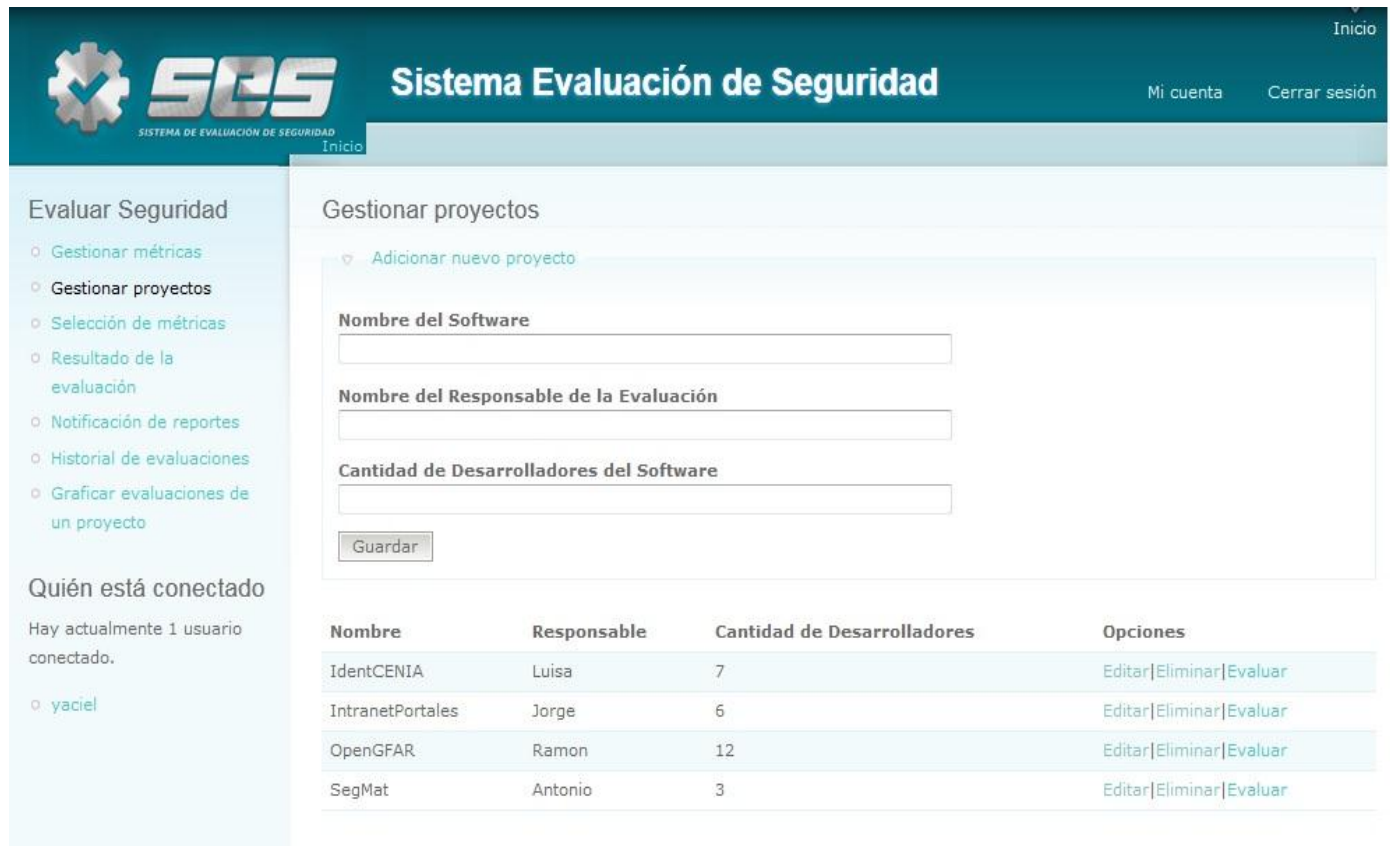 Inicio
SES
Sistema Evaluación de Seguridad
Mi cuenta Cerrar sesión
SISTEMA DE EVALUACIÓN DE SEGURIDAD
Inicio
Evaluar Seguridad
Gestionar métricas
Gestionar proyectos
Selección de métricas
Resultado de la
evaluación
Notificación de reportes
Historial de evaluaciones
Graficar evaluaciones de
un proyecto
Quién está conectado
Hay actualmente 1 usuario
conectado.
yaciel
Gestionar proyectos
Adicionar nuevo proyecto
Nombre del Software
Nombre del Responsable de la Evaluación
Cantidad de Desarrolladores del Software
Guardar
Nombre Responsable Cantidad de Desarrolladores Opciones
IdentCENIA Luisa 7 Editar|Eliminar|Evaluar
IntranetPortales Jorge 6 Editar|Eliminar|Evaluar
OpenGFAR Ramon 12 Editar|Eliminar|Evaluar
SegMat Antonio 3 Editar|Eliminar|Evaluar